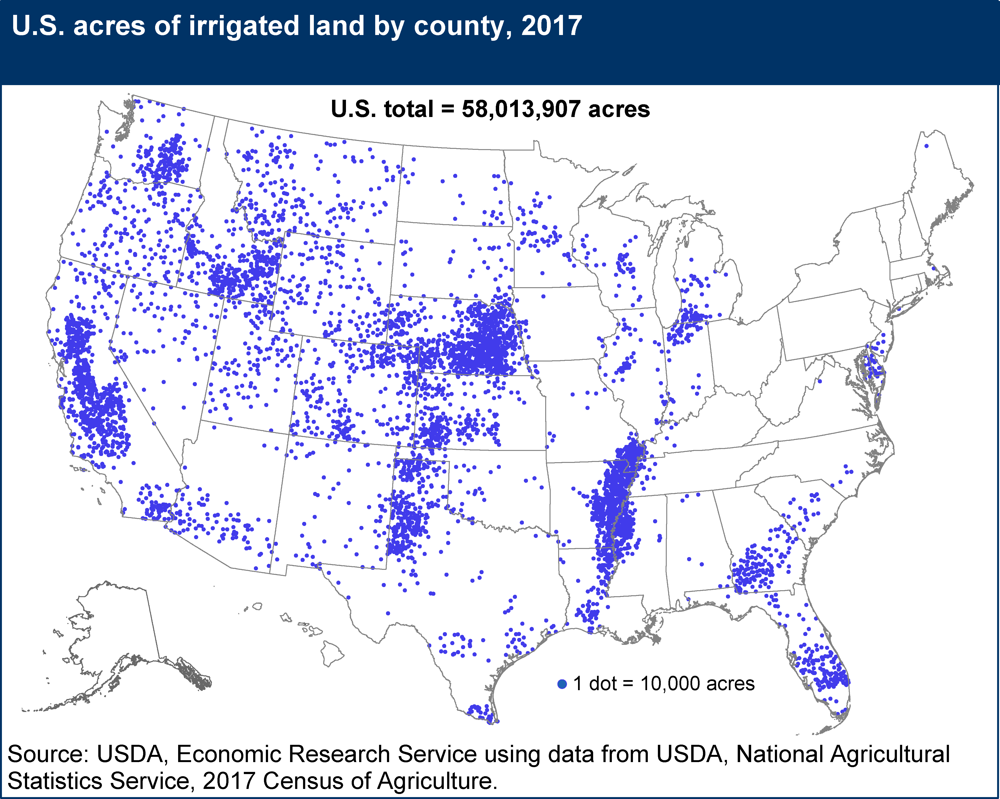 U.S. acres of irrigated land by county, 2017
U.S. total = 58,013,907 acres
1 dot = 10,000 acres
Source: USDA, Economic Research Service using data from USDA, National Agricultural
Statistics Service, 2017 Census of Agriculture.